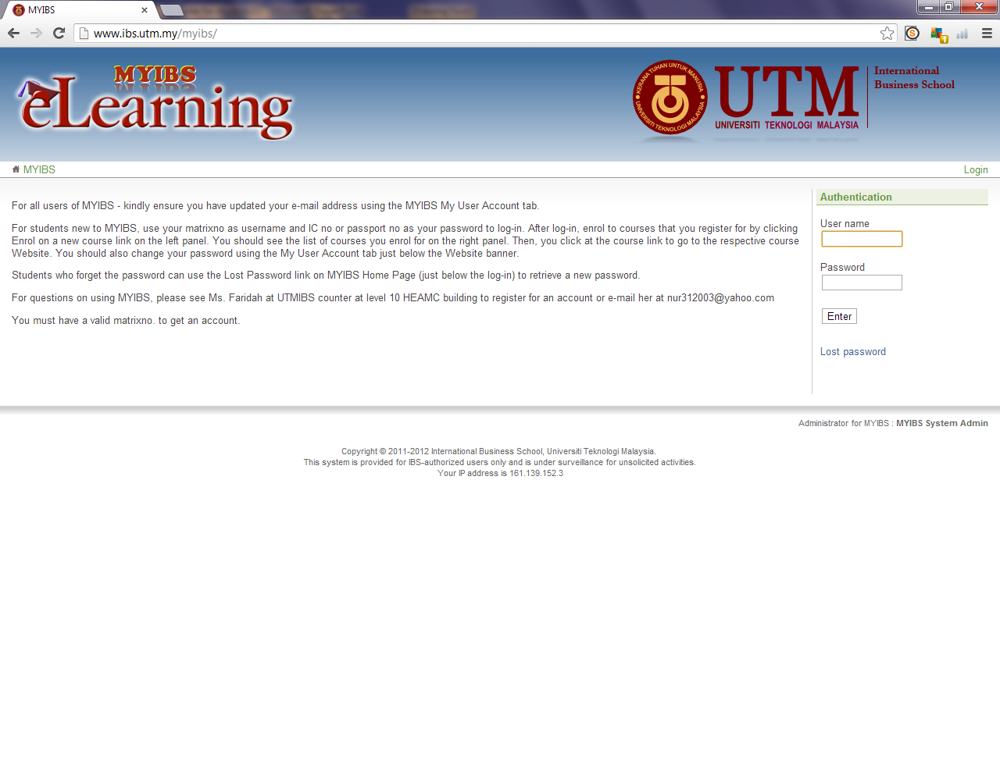 MYIBS
www.ibs.utm.my/myibs/
MYIBS
eLearning
KERANA TUHAN UNTUK MANUSIA
UNIVERSITI TEKNOLOGI MALAYSIA
UTM
UNIVERSITI TEKNOLOGI MALAYSIA
International
Business School
MYIBS
Login
For all users of MYIBS - kindly ensure you have updated your e-mail address using the MYIBS My User Account tab.
For students new to MYIBS, use your matrixno as username and IC no or passport no as your password to log-in. After log-in, enrol to courses that you register for by clicking
Enrol on a new course link on the left panel. You should see the list of courses you enrol for on the right panel. Then, you click at the course link to go to the respective course
Website. You should also change your password using the My User Account tab just below the Website banner.
Students who forget the password can use the Lost Password link on MYIBS Home Page (just below the log-in) to retrieve a new password.
For questions on using MYIBS, please see Ms. Faridah at UTMIBS counter at level 10 HEAMC building to register for an account or e-mail her at nur312003@yahoo.com
You must have a valid matrixno. to get an account.
Authentication
User name
Password
Enter
Lost password
Administrator for MYIBS : MYIBS System Admin
Copyright © 2011-2012 International Business School, Universiti Teknologi Malaysia.
This system is provided for IBS-authorized users only and is under surveillance for unsolicited activities.
Your IP address is 161.139.152.3